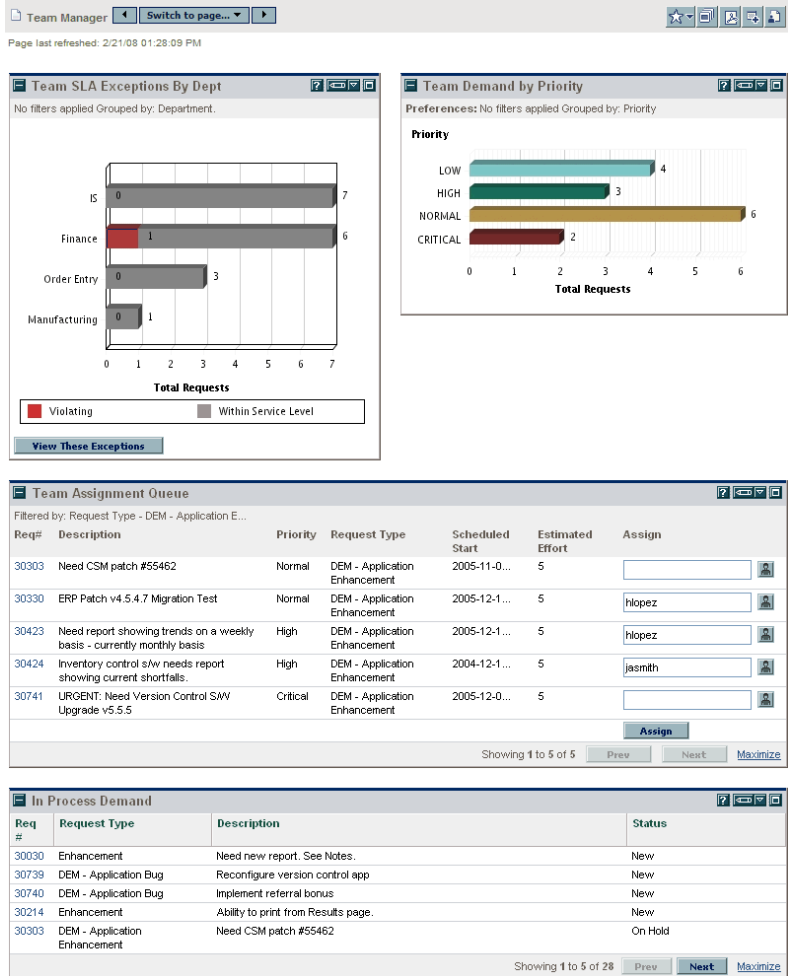 Team Manager Switch to page...
Page last refreshed: 2/21/08 01:28:09 PM
Team SLA Exceptions By Dept ?
No filters applied Grouped by: Department.
IS 0 7
Finance 1 6
Order Entry 0 3
Manufacturing 0 1
0 1 2 3 4 5 6 7
Total Requests
Violating Within Service Level
View These Exceptions
Team Demand by Priority ?
Preferences: No filters applied Grouped by: Priority
Priority
LOW 4
HIGH 3
NORMAL 6
CRITICAL 2
0 1 2 3 4 5 6
Total Requests
Team Assignment Queue ?
Filtered by: Request Type - DEM - Application E...
Req# Description Priority Request Type Scheduled Start Estimated Effort Assign
30303 Need CSM patch #55462 Normal DEM - Application Enhancement 2005-11-0... 5
30330 ERP Patch v4.5.4.7 Migration Test Normal DEM - Application Enhancement 2005-12-1... 5 hlopez
30423 Need report showing trends on a weekly basis - currently monthly basis High DEM - Application Enhancement 2005-12-1... 5 hlopez
30424 Inventory control s/w needs report showing current shortfalls. High DEM - Application Enhancement 2004-12-1... 5 jasmith
30741 URGENT: Need Version Control S/W Upgrade v5.5.5 Critical DEM - Application Enhancement 2005-12-0... 5
Assign
Showing 1 to 5 of 5 Prev Next Maximize
In Process Demand ?
Req # Request Type Description Status
30030 Enhancement Need new report. See Notes. New
30739 DEM - Application Bug Reconfigure version control app New
30740 DEM - Application Bug Implement referral bonus New
30214 Enhancement Ability to print from Results page. New
30303 DEM - Application Enhancement Need CSM patch #55462 On Hold
Showing 1 to 5 of 28 Prev Next Maximize